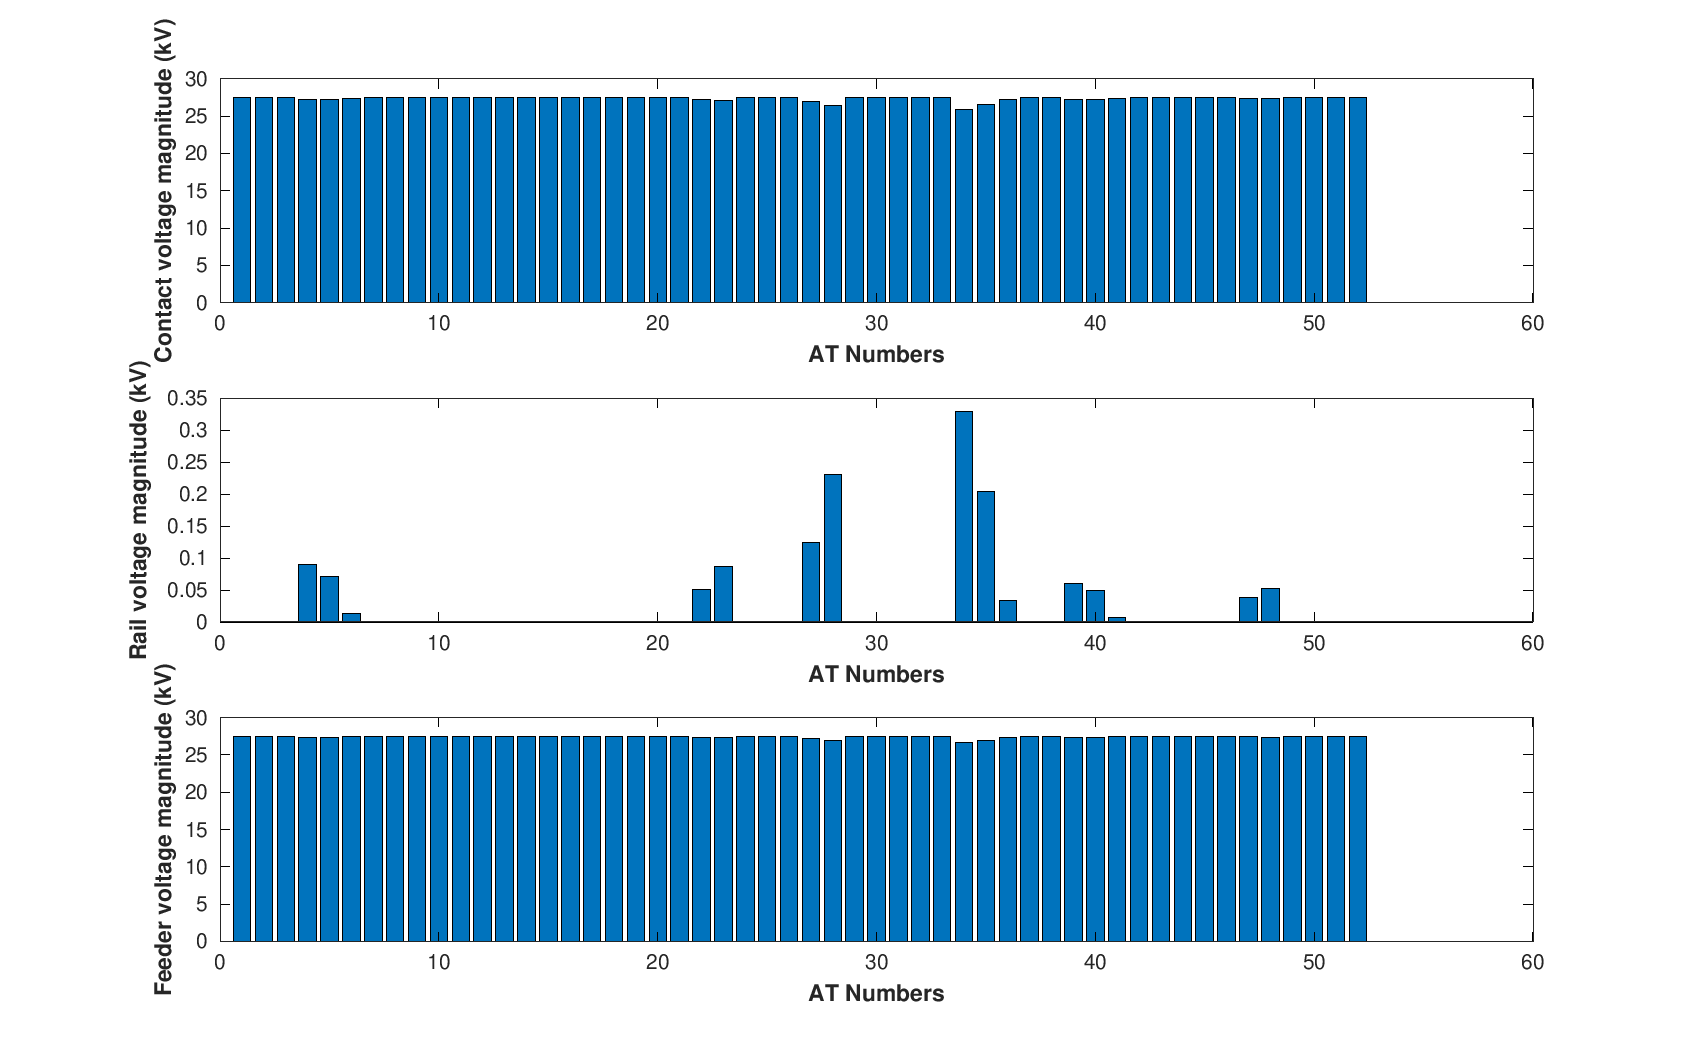 Contact voltage magnitude (kV)
30
25
20
15
10
5
0
0 10 20 30 40 50 60
AT Numbers
Rail voltage magnitude (kV)
0.35
0.3
0.25
0.2
0.15
0.1
0.05
0
0 10 20 30 40 50 60
AT Numbers
Feeder voltage magnitude (kV)
30
25
20
15
10
5
0
0 10 20 30 40 50 60
AT Numbers